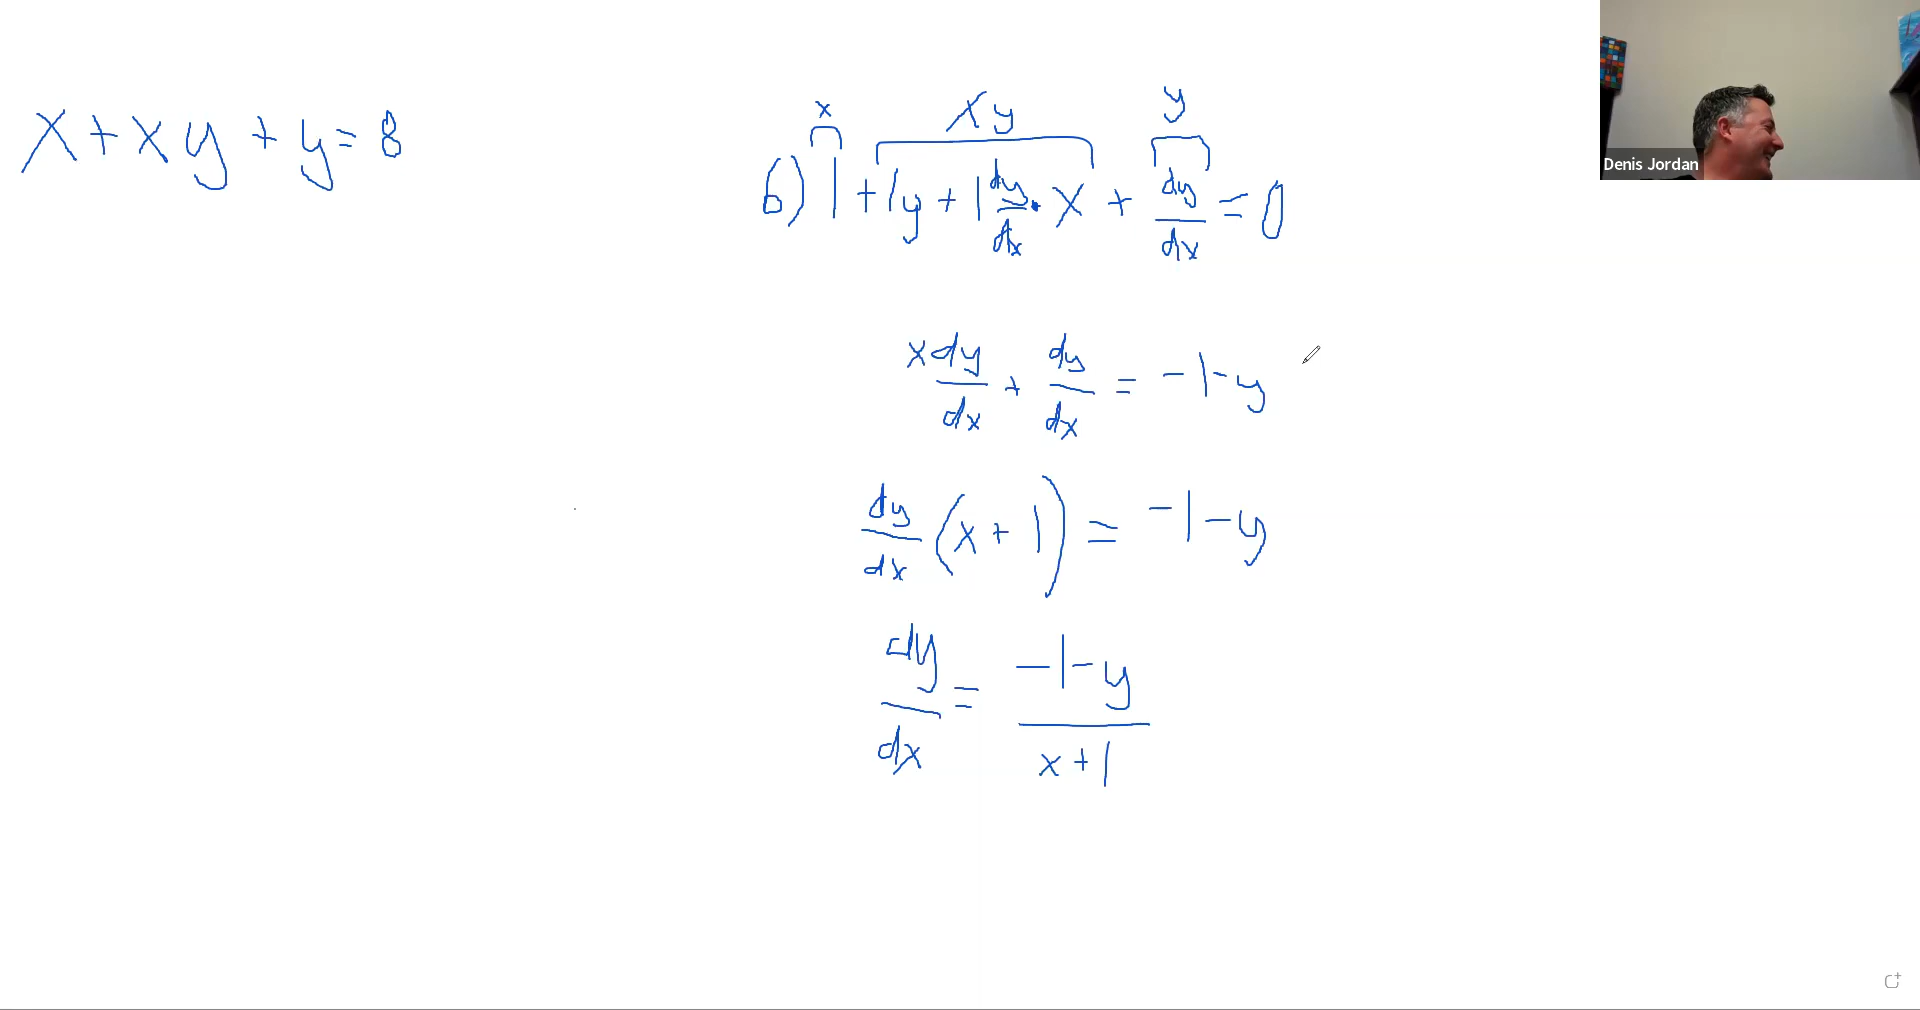 x + xy + y = 8
x xy y
6) 1 + 1y + 1 dy/dx · x + dy/dx = 0
x dy/dx + dy/dx = -1 - y
dy/dx (x + 1) = -1 - y
dy/dx = (-1 - y)/(x + 1)
Denis Jordan